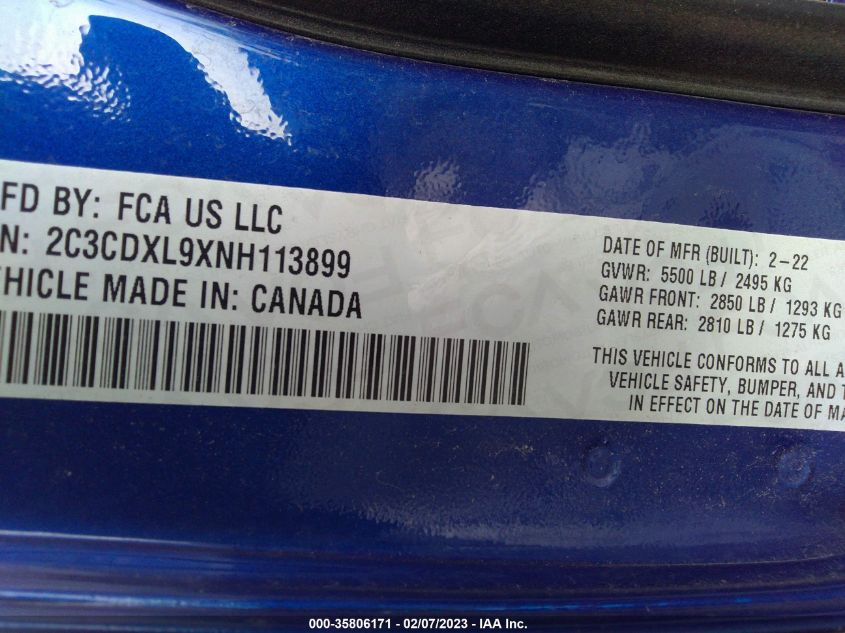 FD BY: FCA US LLC
N: 2C3CDXL9XNH113899
EHICLE MADE IN: CANADA
DATE OF MFR (BUILT): 2-22
GVWR: 5500 LB / 2495 KG
GAWR FRONT: 2850 LB / 1293 KG
GAWR REAR: 2810 LB / 1275 KG
THIS VEHICLE CONFORMS TO ALL A
VEHICLE SAFETY, BUMPER, AND T
IN EFFECT ON THE DATE OF MA
000-35806171 - 02/07/2023 - IAA Inc.